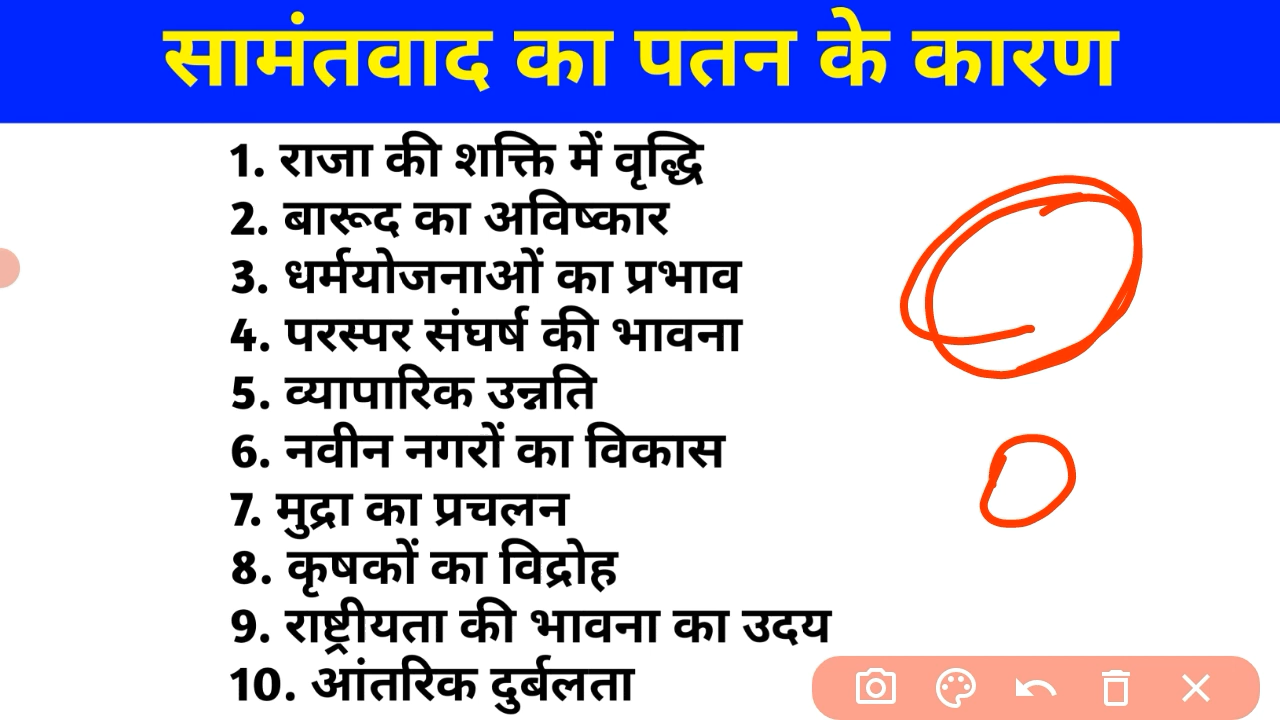 सामंतवाद का पतन के कारण
1. राजा की शक्ति में वृद्धि
2. बारूद का अविष्कार
3. धर्मयोजनाओं का प्रभाव
4. परस्पर संघर्ष की भावना
5. व्यापारिक उन्नति
6. नवीन नगरों का विकास
7. मुद्रा का प्रचलन
8. कृषकों का विद्रोह
9. राष्ट्रीयता की भावना का उदय
10. आंतरिक दुर्बलता